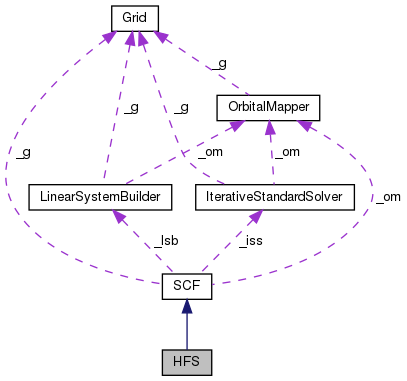 Grid
_g
OrbitalMapper
_g
_g
_g
_om
_om
LinearSystemBuilder
IterativeStandardSolver
_om
_lsb
_iss
SCF
HFS